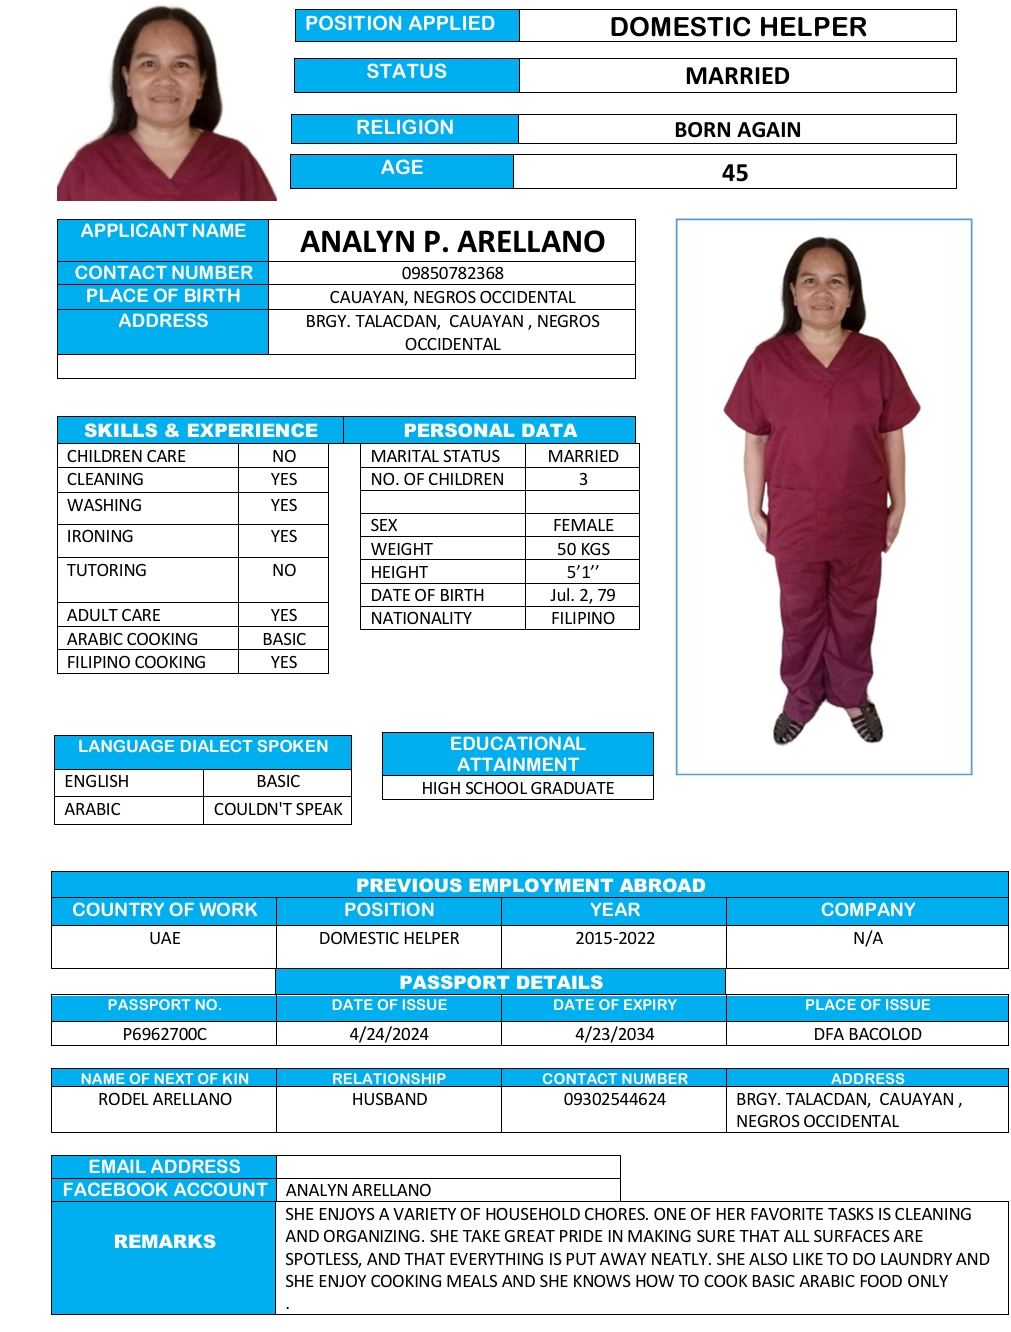 POSITION APPLIED DOMESTIC HELPER
STATUS MARRIED
RELIGION BORN AGAIN
AGE 45
APPLICANT NAME ANALYN P. ARELLANO
CONTACT NUMBER 09850782368
PLACE OF BIRTH CAUAYAN, NEGROS OCCIDENTAL
ADDRESS BRGY. TALACDAN, CAUAYAN , NEGROS
OCCIDENTAL
SKILLS & EXPERIENCE PERSONAL DATA
CHILDREN CARE NO MARITAL STATUS MARRIED
CLEANING YES NO. OF CHILDREN 3
WASHING YES
IRONING YES SEX FEMALE
WEIGHT 50 KGS
TUTORING NO HEIGHT 5’1’’
DATE OF BIRTH Jul. 2, 79
ADULT CARE YES NATIONALITY FILIPINO
ARABIC COOKING BASIC
FILIPINO COOKING YES
LANGUAGE DIALECT SPOKEN
ENGLISH BASIC
ARABIC COULDN'T SPEAK
EDUCATIONAL
ATTAINMENT
HIGH SCHOOL GRADUATE
PREVIOUS EMPLOYMENT ABROAD
COUNTRY OF WORK POSITION YEAR COMPANY
UAE DOMESTIC HELPER 2015-2022 N/A
PASSPORT DETAILS
PASSPORT NO. DATE OF ISSUE DATE OF EXPIRY PLACE OF ISSUE
P6962700C 4/24/2024 4/23/2034 DFA BACOLOD
NAME OF NEXT OF KIN RELATIONSHIP CONTACT NUMBER ADDRESS
RODEL ARELLANO HUSBAND 09302544624 BRGY. TALACDAN, CAUAYAN ,
NEGROS OCCIDENTAL
EMAIL ADDRESS
FACEBOOK ACCOUNT ANALYN ARELLANO
REMARKS
SHE ENJOYS A VARIETY OF HOUSEHOLD CHORES. ONE OF HER FAVORITE TASKS IS CLEANING
AND ORGANIZING. SHE TAKE GREAT PRIDE IN MAKING SURE THAT ALL SURFACES ARE
SPOTLESS, AND THAT EVERYTHING IS PUT AWAY NEATLY. SHE ALSO LIKE TO DO LAUNDRY AND
SHE ENJOY COOKING MEALS AND SHE KNOWS HOW TO COOK BASIC ARABIC FOOD ONLY
.